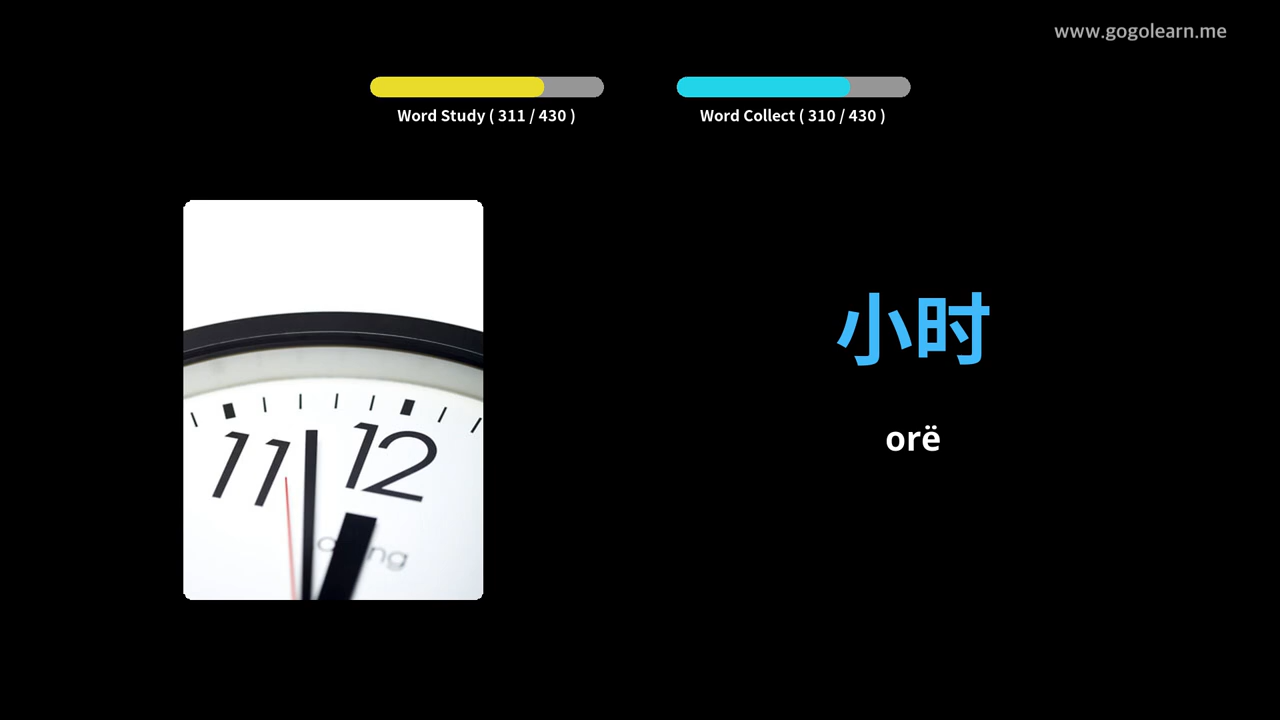 www.gogolearn.me
Word Study ( 311 / 430 )
Word Collect ( 310 / 430 )
小时
orë
11
12